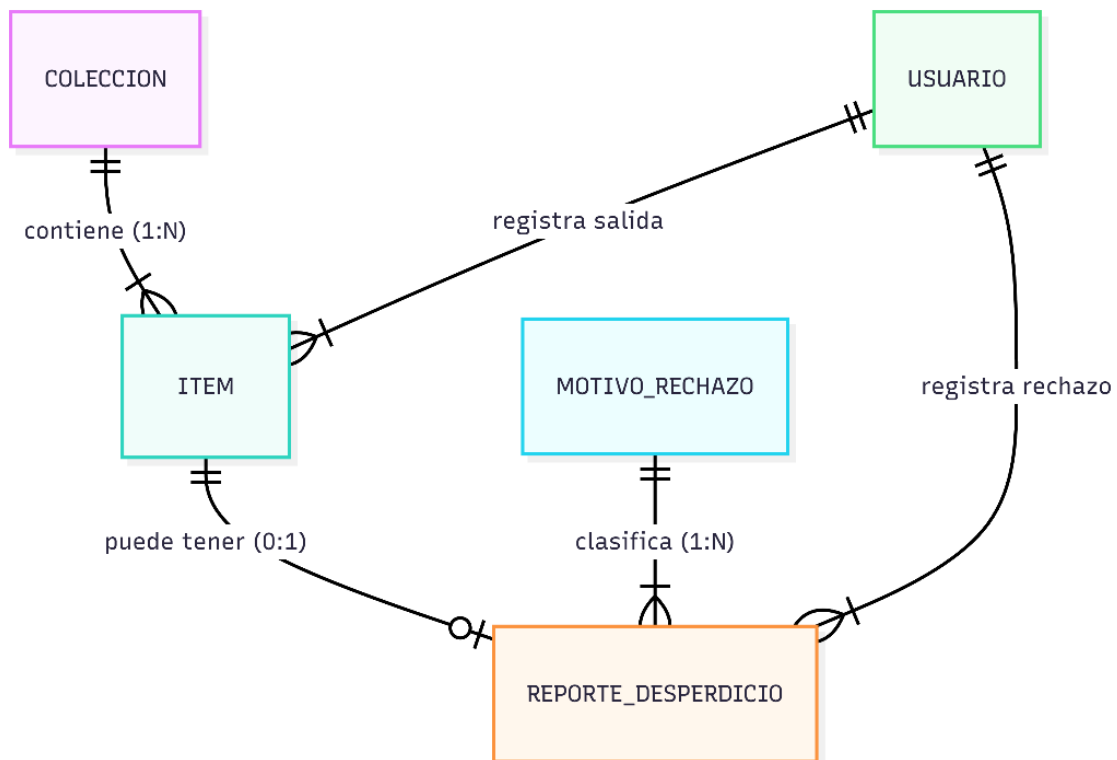 COLECCION
USUARIO
registra salida
contiene (1:N)
ITEM
MOTIVO_RECHAZO
registra rechazo
puede tener (0:1)
clasifica (1:N)
REPORTE_DESPERDICIO